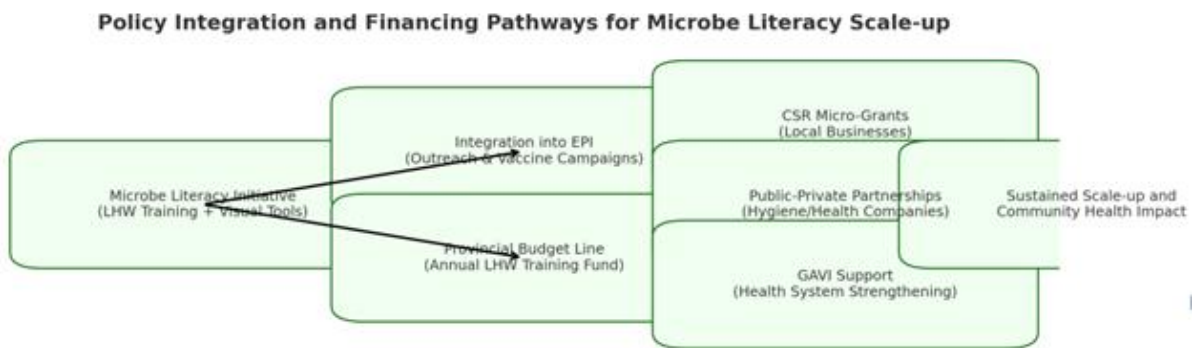 Policy Integration and Financing Pathways for Microbe Literacy Scale-up
Microbe Literacy Initiative
(LHW Training + Visual Tools)
Integration into EPI
(Outreach & Vaccine Campaigns)
Provincial Budget Line
(Annual LHW Training Fund)
CSR Micro-Grants
(Local Businesses)
Public-Private Partnerships
(Hygiene/Health Companies)
GAVI Support
(Health System Strengthening)
Sustained Scale-up and
Community Health Impact